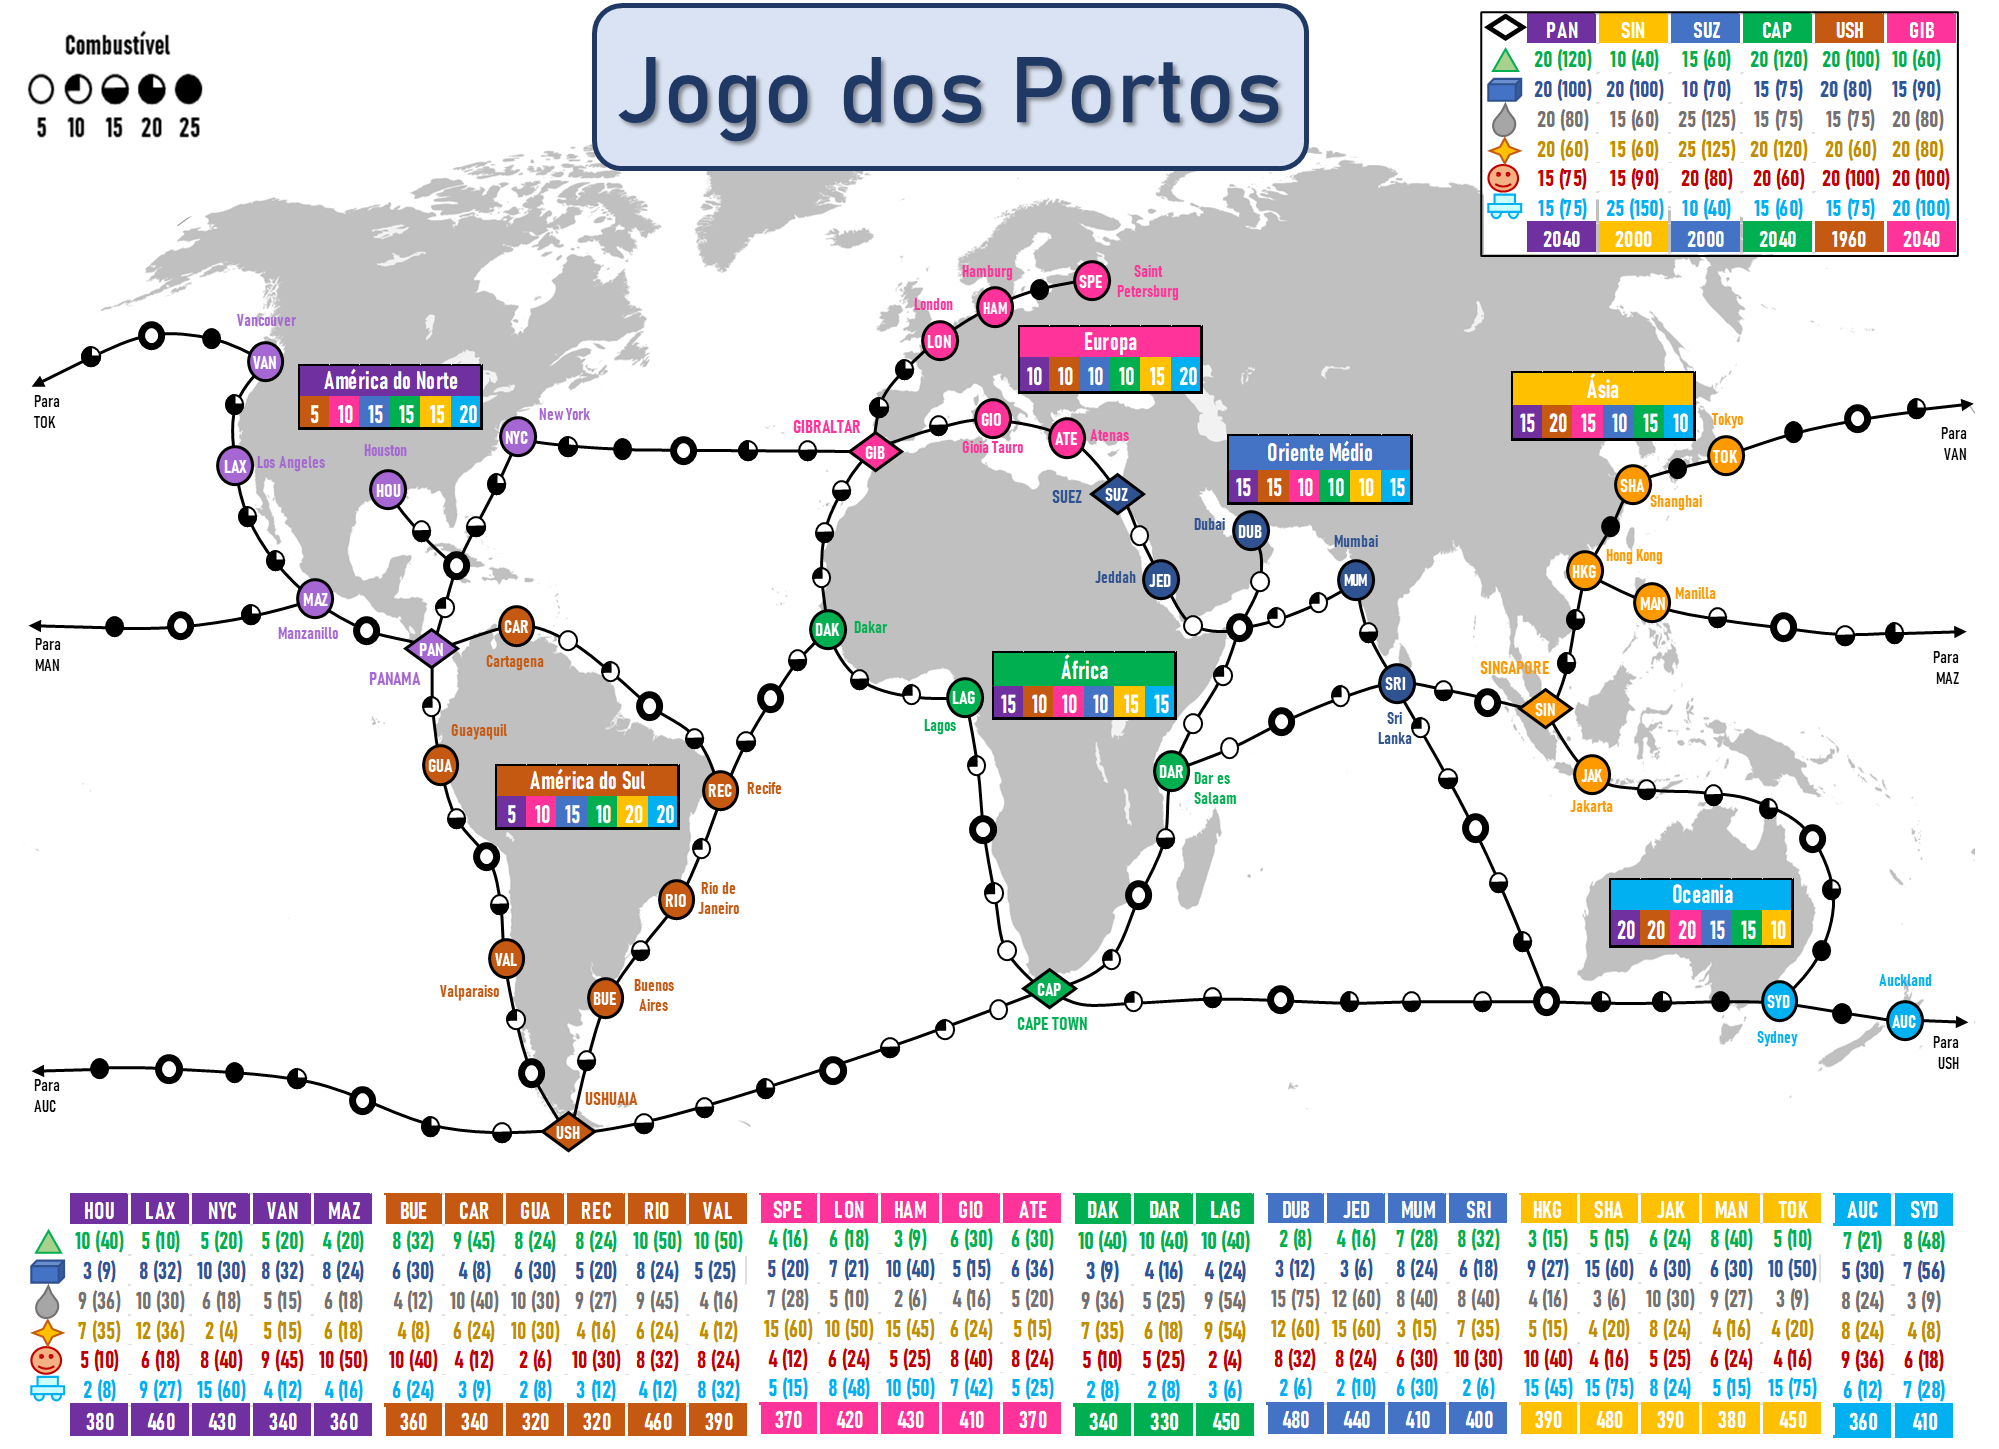 Jogo dos Portos
Combustível
5 10 15 20 25
PAN SIN SUZ CAP USH GIB
20 (120) 10 (40) 15 (60) 20 (120) 20 (100) 10 (60)
20 (100) 20 (100) 10 (70) 15 (75) 20 (80) 15 (90)
20 (80) 15 (60) 25 (125) 15 (75) 15 (75) 20 (80)
20 (60) 15 (60) 25 (125) 20 (120) 20 (60) 20 (80)
15 (75) 15 (90) 20 (80) 20 (60) 20 (100) 20 (100)
15 (75) 25 (150) 10 (40) 15 (60) 15 (75) 20 (100)
2040 2000 2000 2040 1960 2040
Vancouver
VAN
Para
TOK
América do Norte
5 10 15 15 15 20
Houston
HOU
New York
NYC
LAX
Los Angeles
MAZ
Manzanillo
Para
MAN
PAN
PANAMA
CAR
Cartagena
Guayaquil
GUA
América do Sul
5 10 15 10 20 20
REC
Recife
RIO
Rio de
Janeiro
VAL
Valparaiso
BUE
Buenos
Aires
USHUAIA
USH
Para
AUC
Hamburg
HAM
SPE
Saint
Petersburg
London
LON
Europa
10 10 10 10 15 20
GIBRALTAR
GIB
GIO
Gioia Tauro
ATE
Atenas
SUEZ
SUZ
Oriente Médio
15 15 10 10 10 15
Dubai
DUB
Mumbai
MUM
Jeddah
JED
DAK
Dakar
LAG
Lagos
África
15 10 10 10 15 15
DAR
Dar es
Salaam
SRI
Sri
Lanka
CAP
CAPE TOWN
Ásia
15 20 15 10 15 10
Tokyo
TOK
Para
VAN
SHA
Shanghai
HKG
Hong Kong
MAN
Manilla
Para
MAZ
SINGAPORE
SIN
JAK
Jakarta
Oceania
20 20 20 15 15 10
SYD
Sydney
Auckland
AUC
Para
USH
HOU LAX NYC VAN MAZ BUE CAR GUA REC RIO VAL SPE LON HAM GIO ATE DAK DAR LAG DUB JED MUM SRI HKG SHA JAK MAN TOK AUC SYD
10 (40) 5 (10) 5 (20) 5 (20) 4 (20) 8 (32) 9 (45) 8 (24) 8 (24) 10 (50) 10 (50) 4 (16) 6 (18) 3 (9) 6 (30) 6 (30) 10 (40) 10 (40) 10 (40) 2 (8) 4 (16) 7 (28) 8 (32) 3 (15) 5 (15) 6 (24) 8 (40) 5 (10) 7 (21) 8 (48)
3 (9) 8 (32) 10 (30) 8 (32) 8 (24) 6 (30) 4 (8) 6 (30) 5 (20) 8 (24) 5 (25) 5 (20) 7 (21) 10 (40) 5 (15) 6 (36) 3 (9) 4 (16) 4 (24) 3 (12) 3 (6) 8 (24) 6 (18) 9 (27) 15 (60) 6 (30) 6 (30) 10 (50) 5 (30) 7 (56)
9 (36) 10 (30) 6 (18) 5 (15) 6 (18) 4 (12) 10 (40) 10 (30) 9 (27) 9 (45) 4 (16) 7 (28) 5 (10) 2 (6) 4 (16) 5 (20) 9 (36) 5 (25) 9 (54) 15 (75) 12 (60) 8 (40) 8 (40) 4 (16) 3 (6) 10 (30) 9 (27) 3 (9) 8 (24) 3 (9)
7 (35) 12 (36) 2 (4) 5 (15) 6 (18) 4 (8) 6 (24) 10 (30) 4 (16) 6 (24) 4 (12) 15 (60) 10 (50) 15 (45) 6 (24) 5 (15) 7 (35) 6 (18) 9 (54) 12 (60) 15 (60) 3 (15) 7 (35) 5 (15) 4 (20) 8 (24) 4 (16) 4 (20) 8 (24) 4 (8)
5 (10) 6 (18) 8 (40) 9 (45) 10 (50) 10 (40) 4 (12) 2 (6) 10 (30) 8 (32) 8 (24) 4 (12) 6 (24) 5 (25) 8 (40) 8 (24) 5 (10) 5 (25) 2 (4) 8 (32) 8 (24) 6 (30) 10 (30) 10 (40) 4 (16) 5 (25) 6 (24) 4 (16) 9 (36) 6 (18)
2 (8) 9 (27) 15 (60) 4 (12) 4 (16) 6 (24) 3 (9) 2 (8) 3 (12) 4 (12) 8 (32) 5 (15) 8 (48) 10 (50) 7 (42) 5 (25) 2 (8) 2 (8) 3 (6) 2 (6) 2 (10) 6 (30) 2 (6) 15 (45) 15 (75) 8 (24) 5 (15) 15 (75) 6 (12) 7 (28)
380 460 430 340 360 360 340 320 320 460 390 370 420 430 410 370 340 330 450 480 440 410 400 390 480 390 380 450 360 410